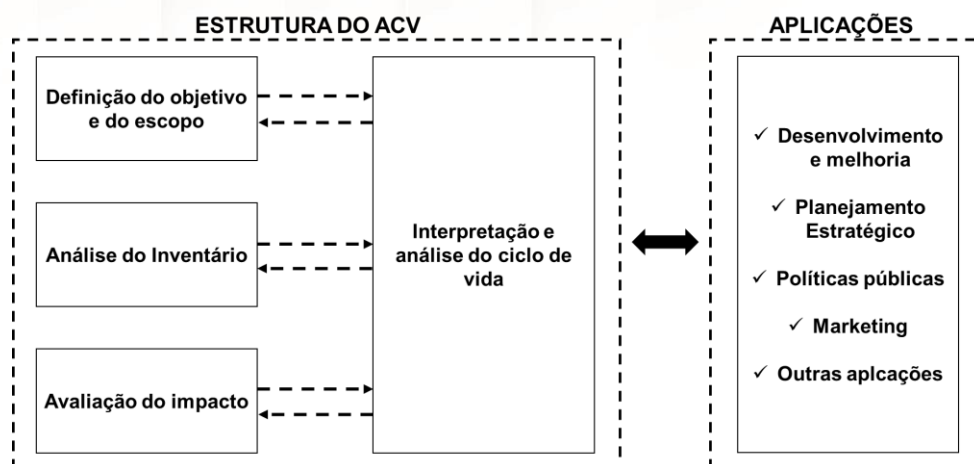 ESTRUTURA DO ACV
APLICAÇÕES
Definição do objetivo
e do escopo
Análise do Inventário
Avaliação do impacto
Interpretação e
análise do ciclo de
vida
✓ Desenvolvimento
e melhoria
✓ Planejamento
Estratégico
✓ Políticas públicas
✓ Marketing
✓ Outras aplcações